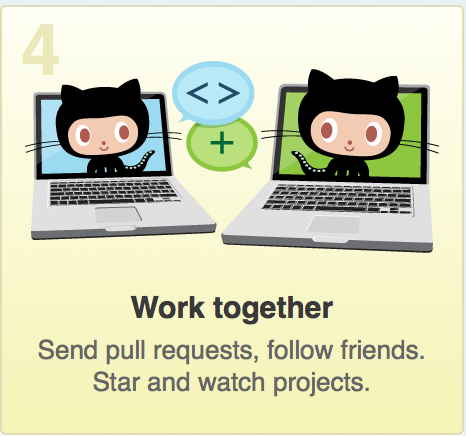 4
< >
+
Work together
Send pull requests, follow friends.
Star and watch projects.